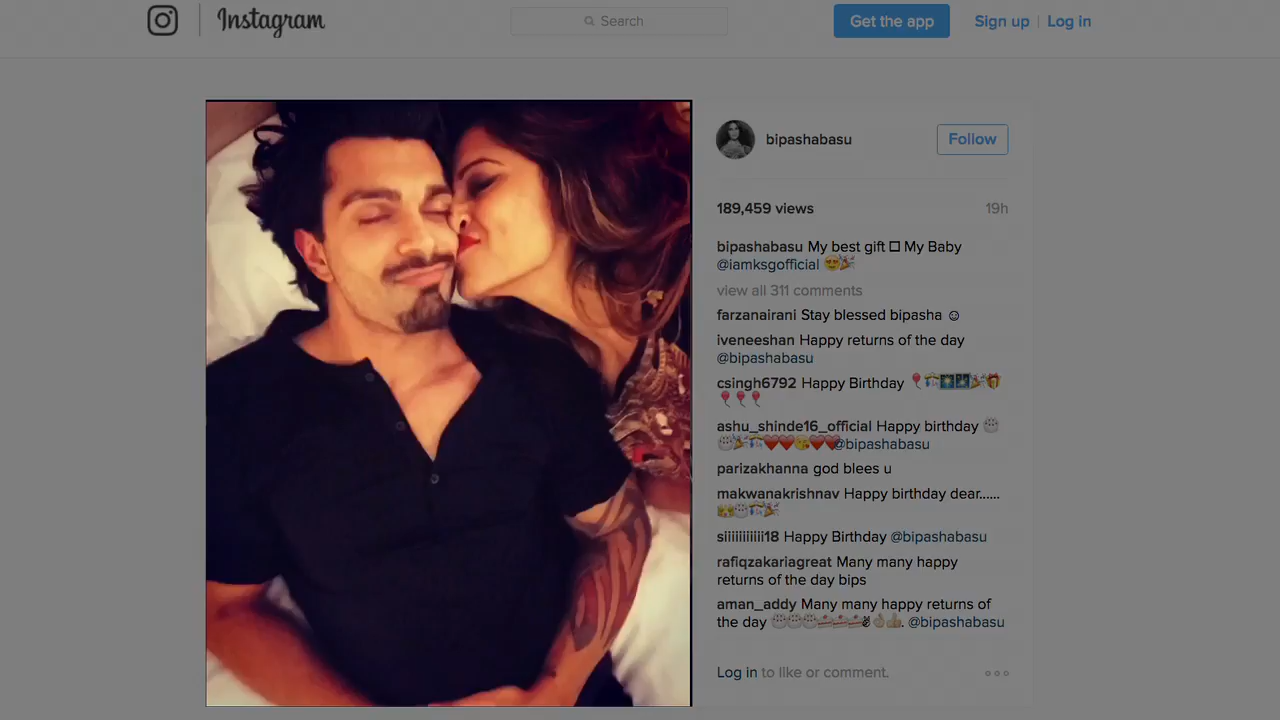 Instagram
Search
Get the app
Sign up | Log in
bipashabasu
Follow
189,459 views
19h
bipashabasu My best gift □ My Baby
@iamksgofficial 😍🎉
view all 311 comments
farzanairani Stay blessed bipasha ☺
iveneeshan Happy returns of the day
@bipashabasu
csingh6792 Happy Birthday 🎈🎊🎇🎆🎉🎁
🎈🎈🎈
ashu_shinde16_official Happy birthday 🎂
🎂🎉🎊❤❤😘❤❤@bipashabasu
parizakhanna god blees u
makwanakrishnav Happy birthday dear......
👑🎂🎊🎉
siiiiiiiiiii18 Happy Birthday @bipashabasu
rafiqzakariagreat Many many happy
returns of the day bips
aman_addy Many many happy returns of
the day 🎂🎂🎂🍰🍰🍰✌👌👍. @bipashabasu
Log in to like or comment.